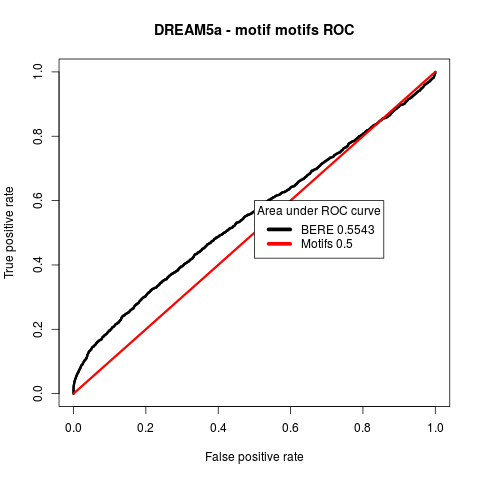 DREAM5a - motif motifs ROC
True positive rate
1.0
0.8
0.6
0.4
0.2
0.0
Area under ROC curve
BERE 0.5543
Motifs 0.5
0.0 0.2 0.4 0.6 0.8 1.0
False positive rate